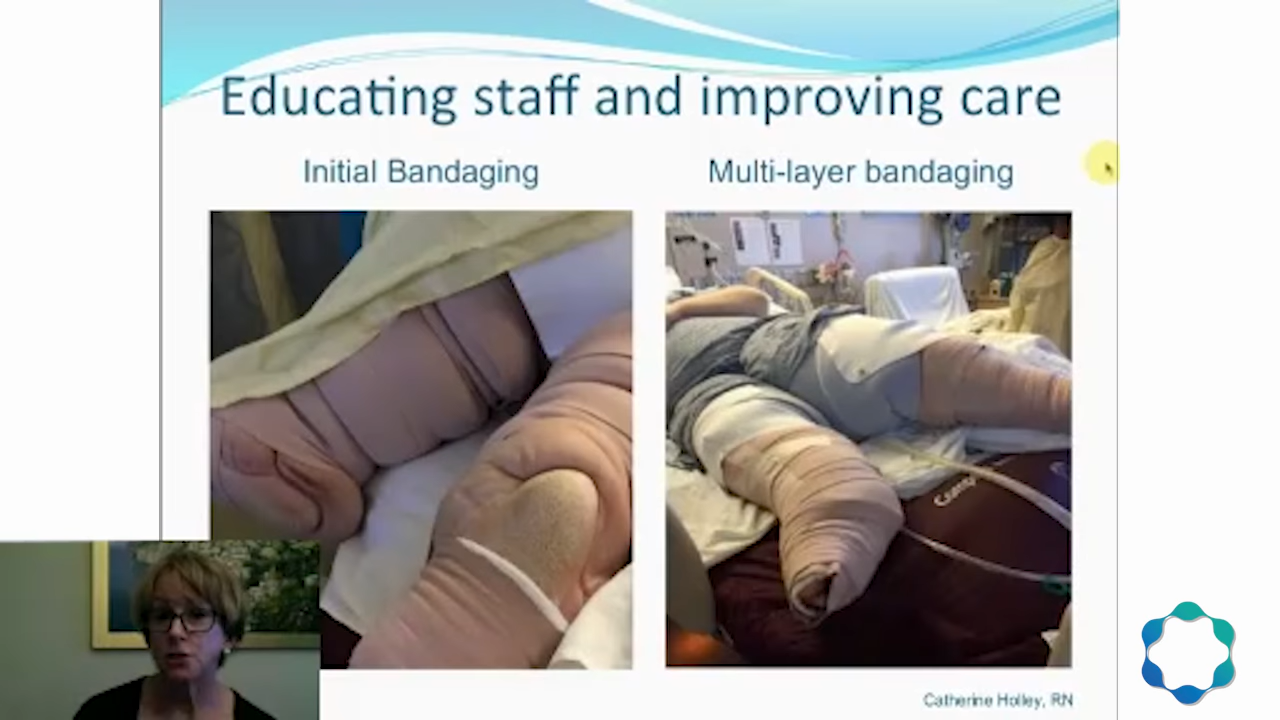 Educating staff and improving care
Initial Bandaging
Multi-layer bandaging
Catherine Holley, RN